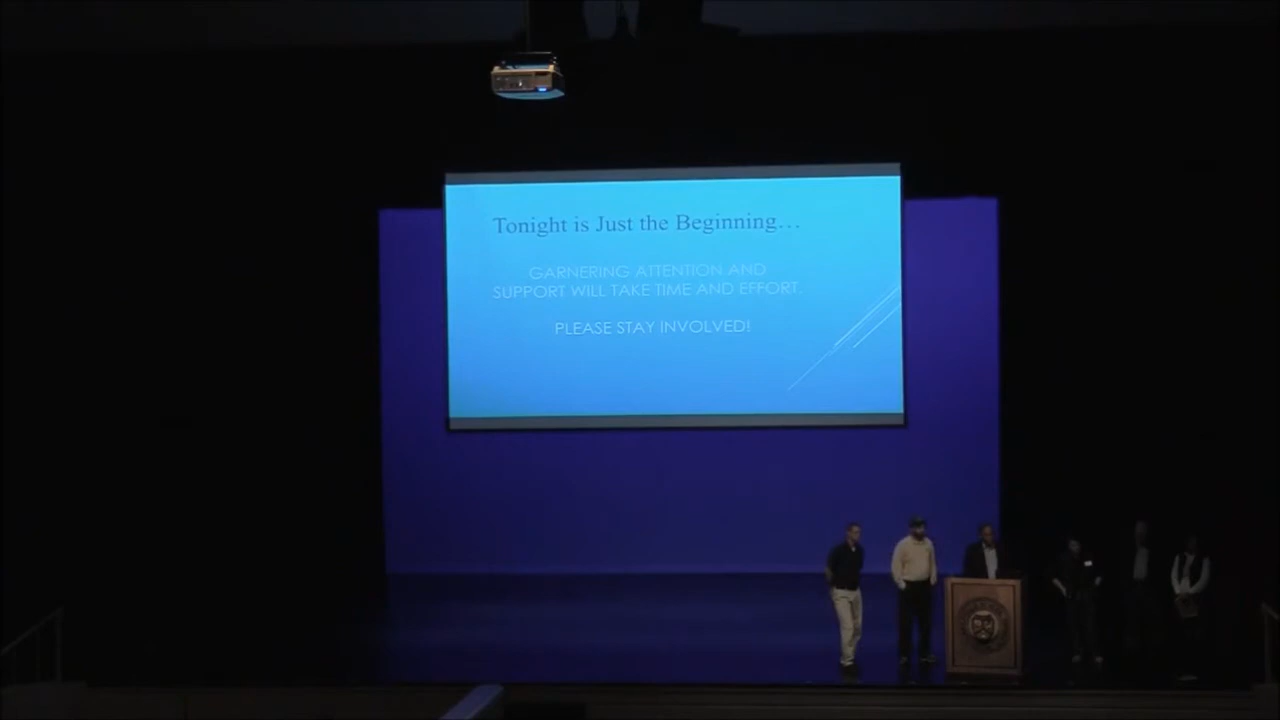 Tonight is Just the Beginning...
GARNERING ATTENTION AND
SUPPORT WILL TAKE TIME AND EFFORT.
PLEASE STAY INVOLVED!